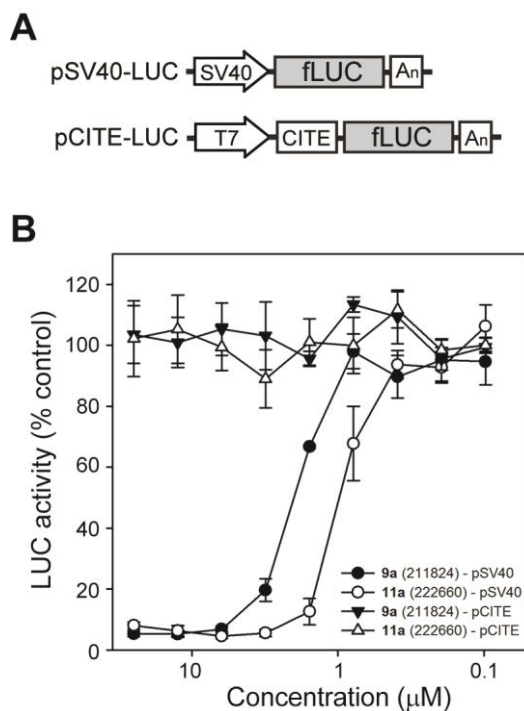 A
pSV40-LUC SV40 fLUC An
pCITE-LUC T7 CITE fLUC An
B
LUC activity (% control)
120
100
80
60
40
20
0
9a (211824) - pSV40
11a (222660) - pSV40
9a (211824) - pCITE
11a (222660) - pCITE
10 1 0.1
Concentration (μM)